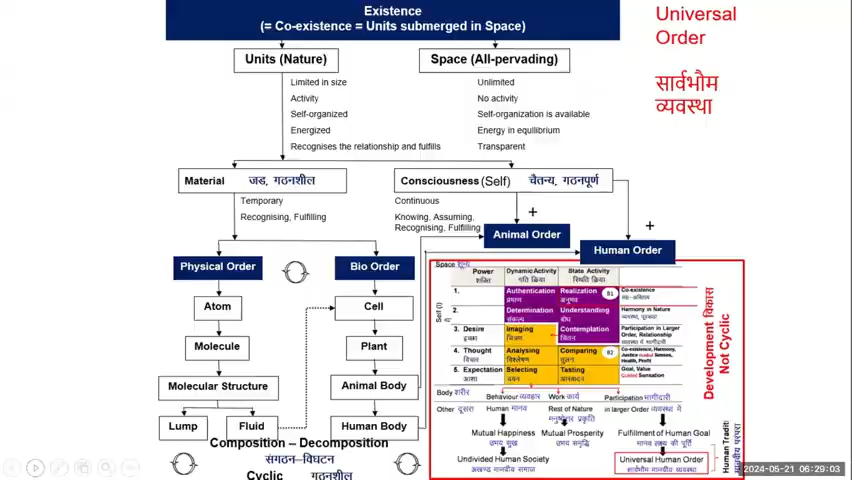 Existence
(= Co-existence = Units submerged in Space)
Universal
Order
सार्वभौम
व्यवस्था
Units (Nature)
Space (All-pervading)
Limited in size
Activity
Self-organized
Energized
Recognises the relationship and fulfills
Unlimited
No activity
Self-organization is available
Energy in equilibrium
Transparent
Material जड, गठनशील
Consciousness (Self) चैतन्य, गठनपूर्ण
Temporary
Recognising, Fulfilling
Continuous
Knowing, Assuming,
Recognising, Fulfilling
+
+
Animal Order
Human Order
Physical Order
Bio Order
Atom
Molecule
Molecular Structure
Lump
Fluid
Cell
Plant
Animal Body
Human Body
Composition – Decomposition
संगठन–विघटन
Cyclic गठनशील
Space शून्य
Power
शक्ति
Dynamic Activity
गति क्रिया
State Activity
स्थिति क्रिया
Self (I)
1.
Authentication
प्रमाण
Realization
अनुभव
B1
Co-existence
सह-अस्तित्व
2.
Determination
संकल्प
Understanding
बोध
Harmony in Nature
3. Desire
इच्छा
Imaging
चित्रण
Contemplation
चिंतन
Participation in Larger
Order, Relationship
व्यवस्था में भागीदारी
4. Thought
विचार
Analysing
विश्लेषण
Comparing
तुलन
B2
Co-existence, Harmony,
Justice Senses,
Health, Profit
5. Expectation
आशा
Selecting
चयन
Tasting
आस्वादन
Goal, Value
Guided Sensation
Body शरीर
Behaviour व्यवहार
Work कार्य
Participation भागीदारी
Other दूसरा
Human मानव
Rest of Nature
मनुष्येतर प्रकृति
in larger Order व्यवस्था में
Mutual Happiness
उभय सुख
Mutual Prosperity
उभय समृद्धि
Fulfillment of Human Goal
मानव लक्ष्य की पूर्ति
Undivided Human Society
अखण्ड मानवीय समाज
Universal Human Order
सार्वभौम मानवीय व्यवस्था
Development विकास
Not Cyclic
मानवीय परंपरा
2024-05-21 06:29:03